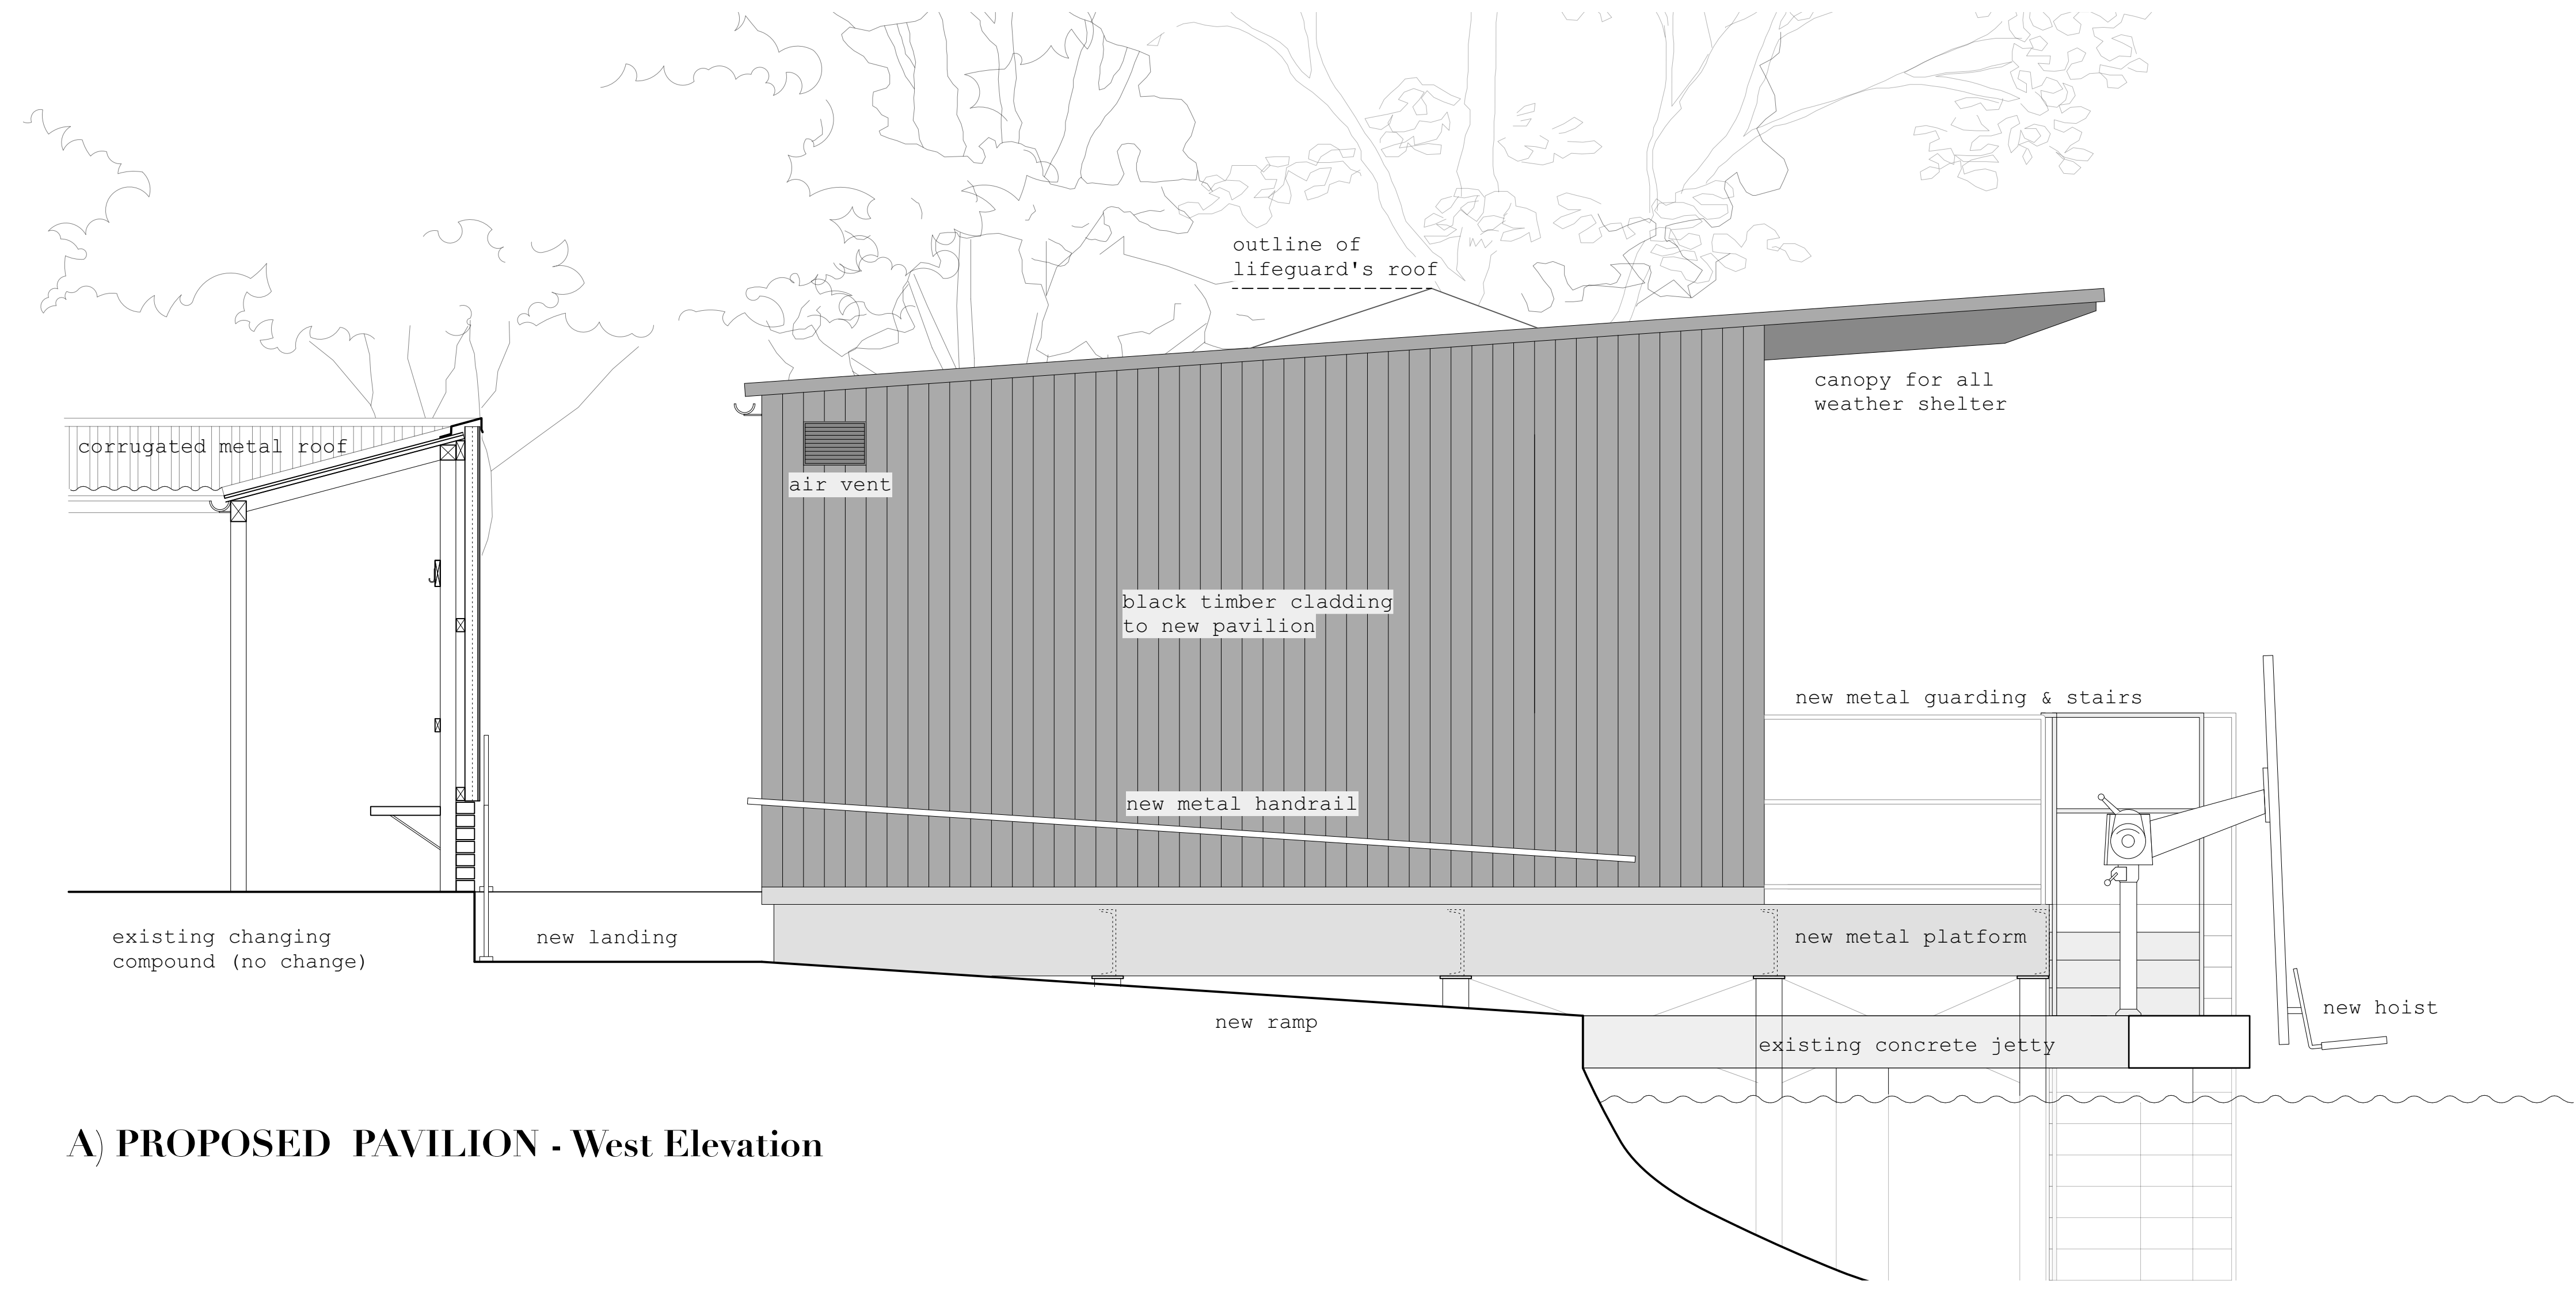 outline of
lifeguard's roof
canopy for all
weather shelter
corrugated metal roof
air vent
black timber cladding
to new pavilion
new metal guarding & stairs
new metal handrail
existing changing
compound (no change)
new landing
new metal platform
new hoist
new ramp
existing concrete jetty
A) PROPOSED PAVILION - West Elevation